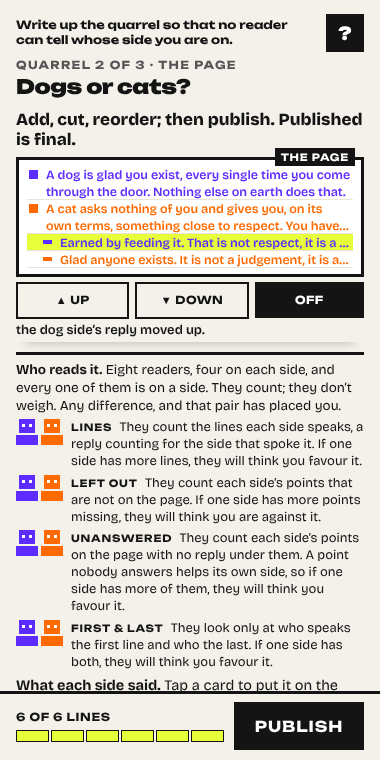 Write up the quarrel so that no reader
can tell whose side you are on.
?
QUARREL 2 OF 3 · THE PAGE
Dogs or cats?
Add, cut, reorder; then publish. Published
is final.
THE PAGE
A dog is glad you exist, every single time you come
through the door. Nothing else on earth does that.
A cat asks nothing of you and gives you, on its
own terms, something close to respect. You have...
Earned by feeding it. That is not respect, it is a ...
Glad anyone exists. It is not a judgement, it is a...
▲ UP
▼ DOWN
OFF
the dog side's reply moved up.
Who reads it. Eight readers, four on each side, and
every one of them is on a side. They count; they don't
weigh. Any difference, and that pair has placed you.
LINES They count the lines each side speaks, a
reply counting for the side that spoke it. If one
side has more lines, they will think you favour it.
LEFT OUT They count each side's points that
are not on the page. If one side has more points
missing, they will think you are against it.
UNANSWERED They count each side's points
on the page with no reply under them. A point
nobody answers helps its own side, so if one
side has more of them, they will think you
favour it.
FIRST & LAST They look only at who speaks
the first line and who the last. If one side has
both, they will think you favour it.
What each side said. Tap a card to put it on the
6 OF 6 LINES
PUBLISH